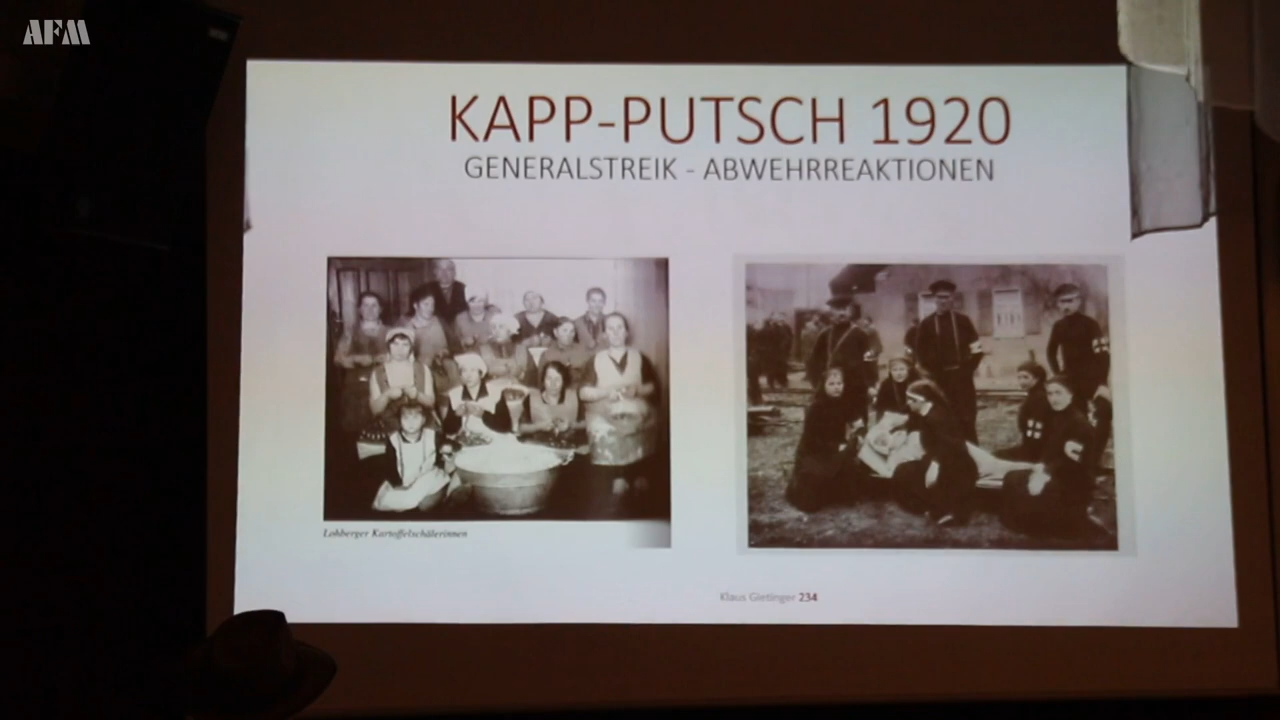 AFM
KAPP-PUTSCH 1920
GENERALSTREIK - ABWEHRREAKTIONEN
Lohberger Kartoffelschälerinnen
Klaus Gietinger 234